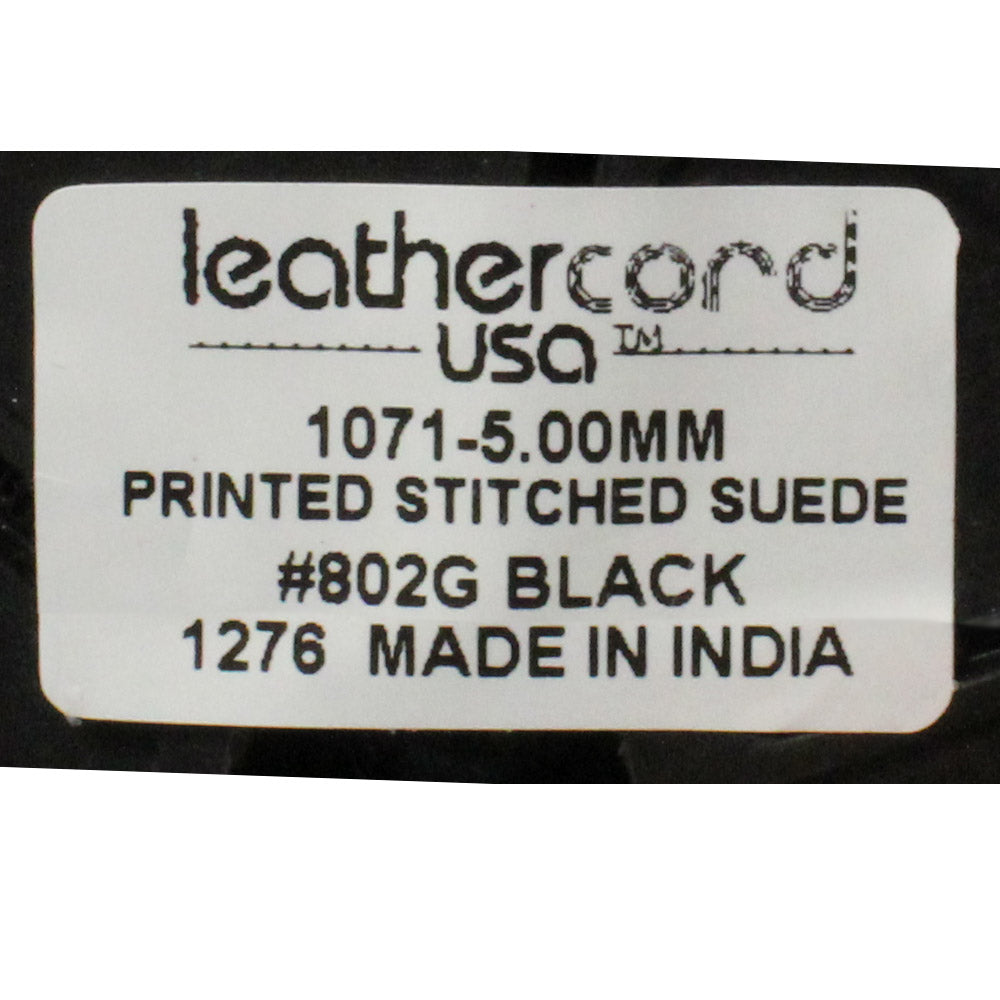 leathercord
usa™
1071-5.00MM
PRINTED STITCHED SUEDE
#802G BLACK
1276 MADE IN INDIA